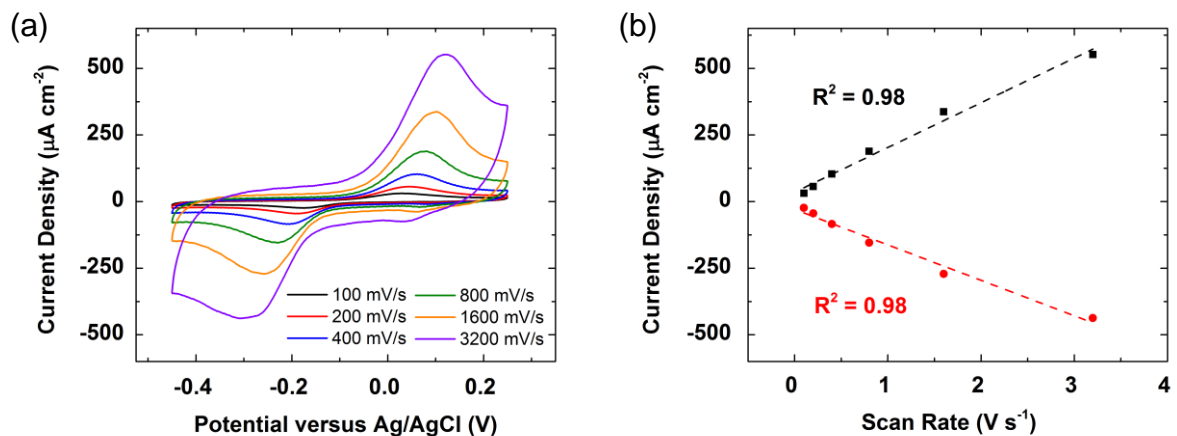 (a)
Current Density (µA cm⁻²)
500
250
0
-250
-500
100 mV/s
200 mV/s
400 mV/s
800 mV/s
1600 mV/s
3200 mV/s
-0.4
-0.2
0.0
0.2
Potential versus Ag/AgCl (V)
(b)
Current Density (µA cm⁻²)
500
250
0
-250
-500
R² = 0.98
R² = 0.98
0
1
2
3
4
Scan Rate (V s⁻¹)